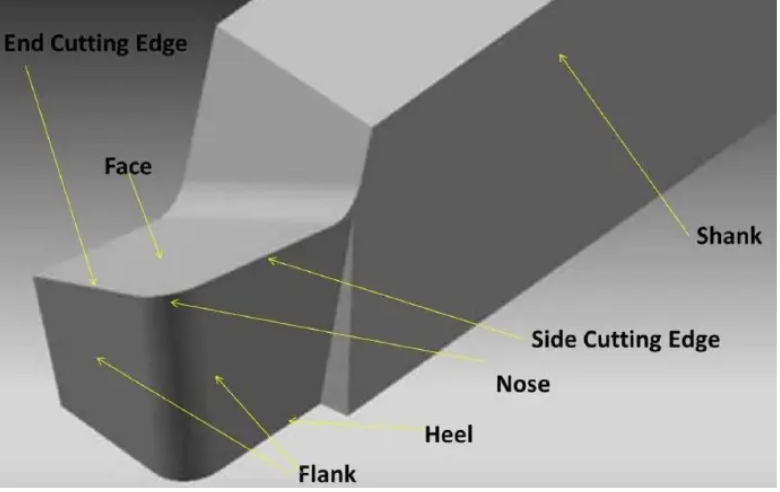 End Cutting Edge
Face
Shank
Side Cutting Edge
Nose
Heel
Flank